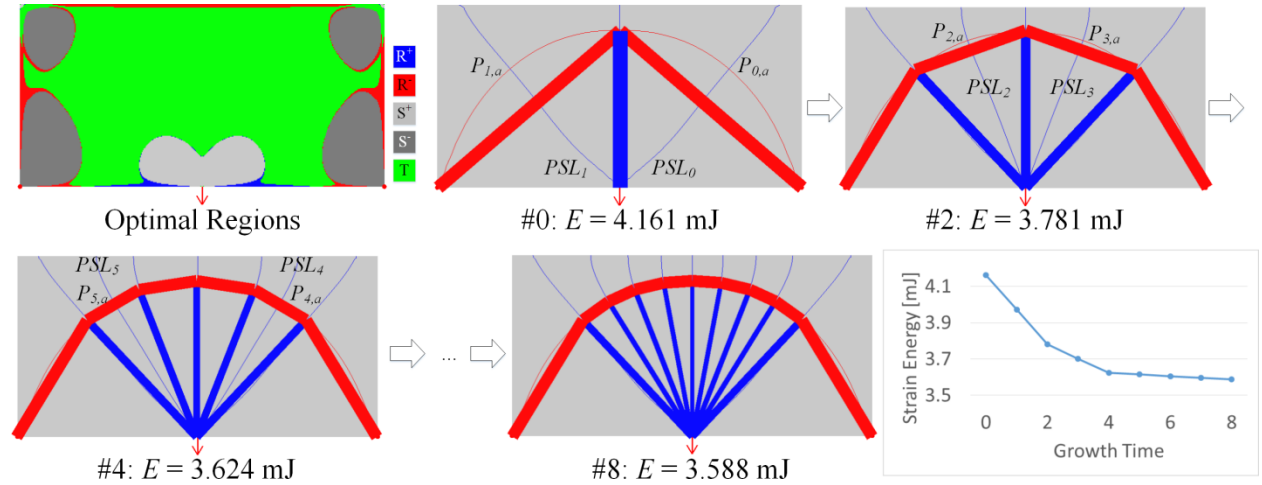 R⁺
R⁻
S⁺
S⁻
T
Optimal Regions
P₁,ₐ
P₀,ₐ
PSL₁
PSL₀
#0: E = 4.161 mJ
P₂,ₐ
P₃,ₐ
PSL₂
PSL₃
#2: E = 3.781 mJ
PSL₅
PSL₄
P₅,ₐ
P₄,ₐ
#4: E = 3.624 mJ
...
#8: E = 3.588 mJ
Strain Energy [mJ]
4.1
3.9
3.7
3.5
0 2 4 6 8
Growth Time